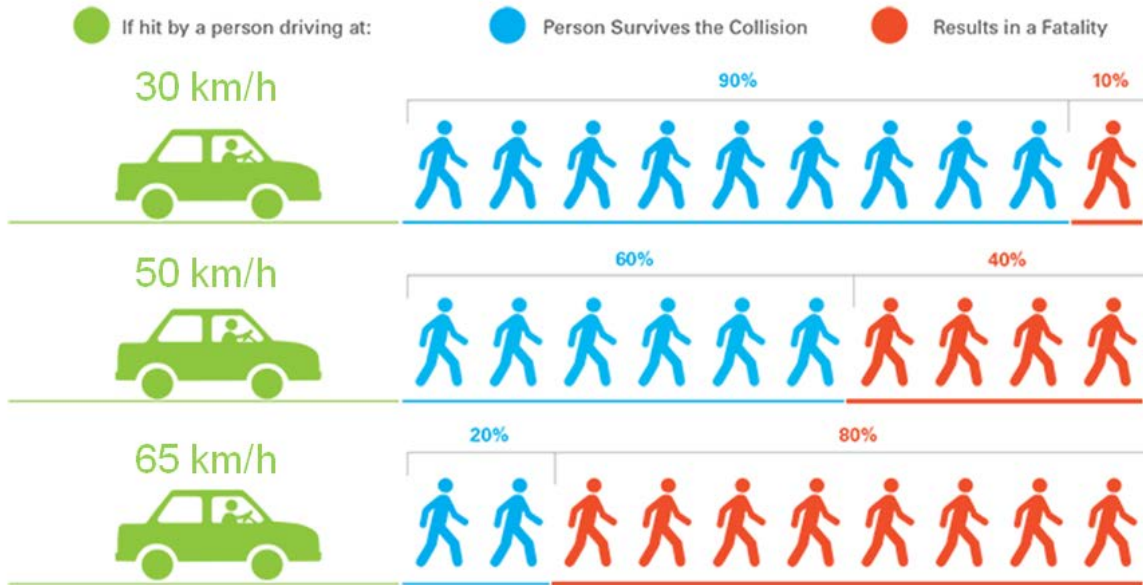 If hit by a person driving at:
Person Survives the Collision
Results in a Fatality
30 km/h
90%
10%
50 km/h
60%
40%
65 km/h
20%
80%